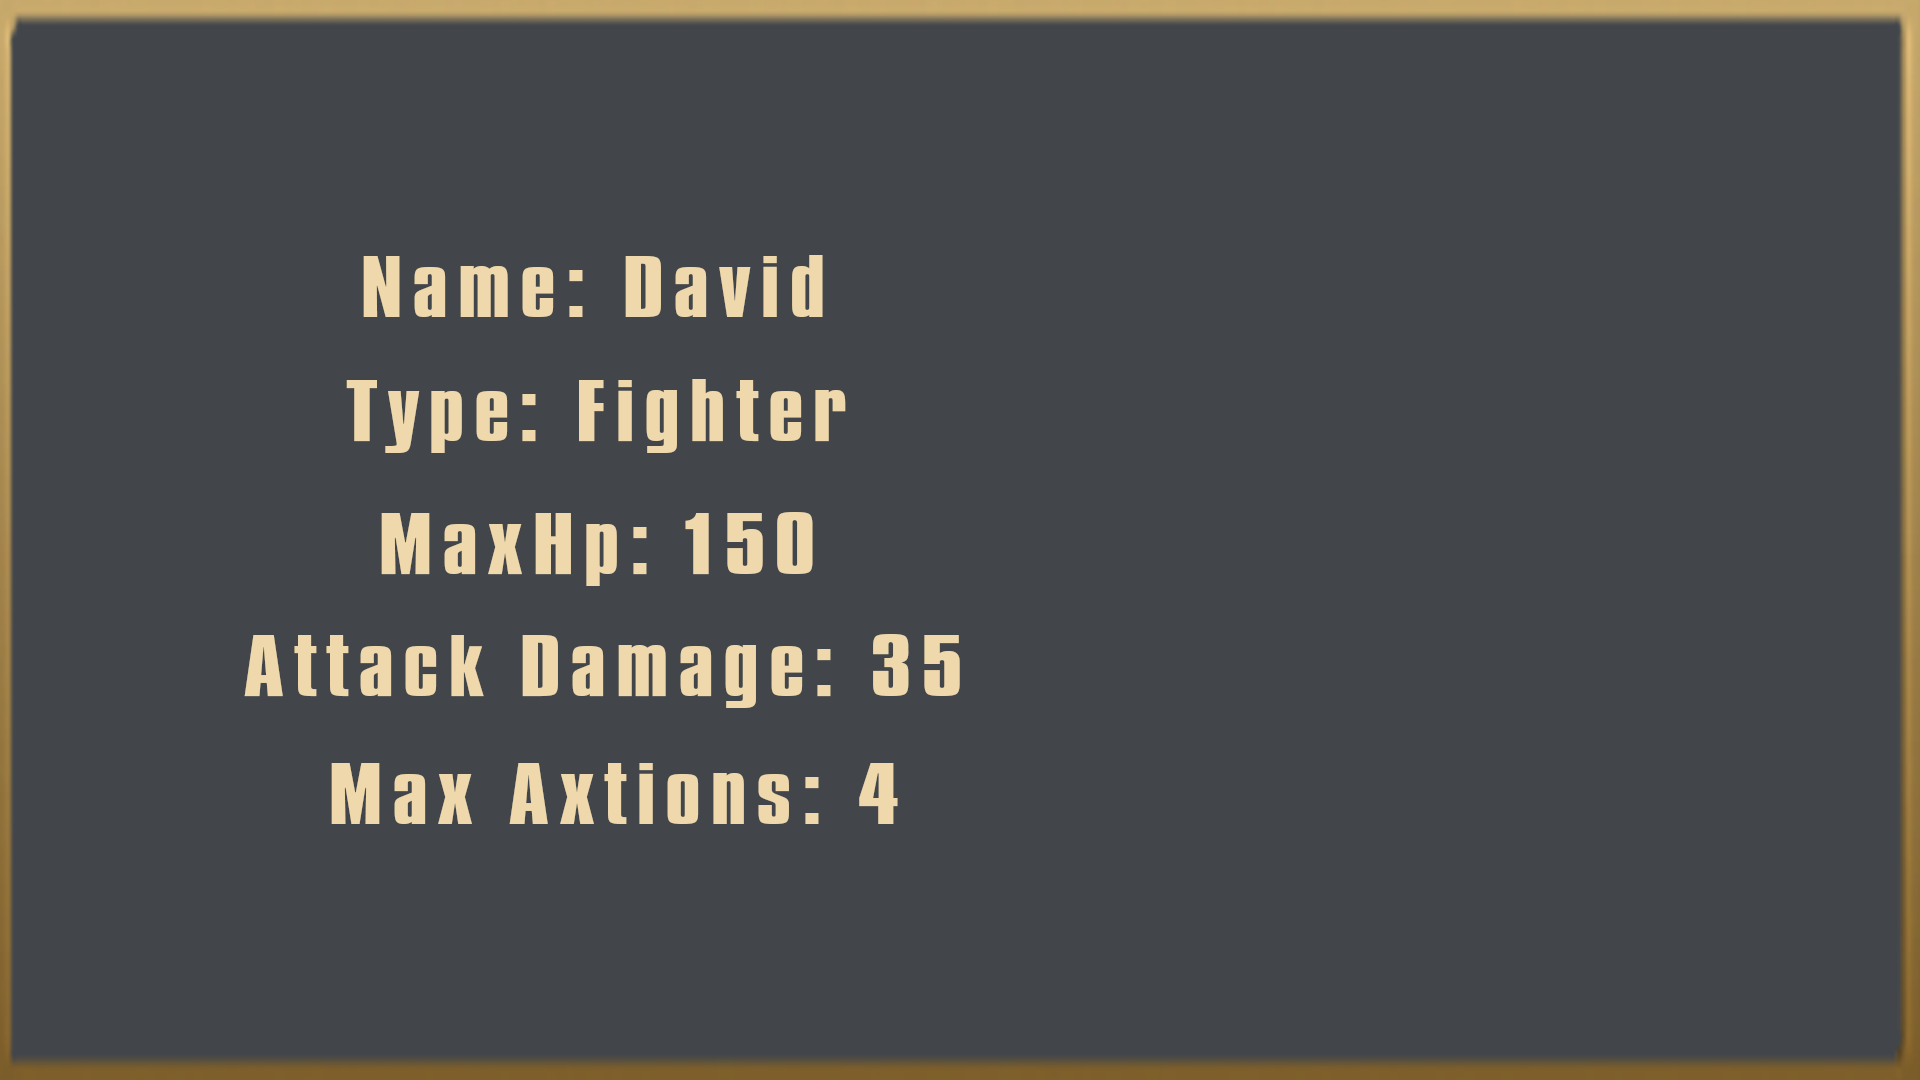 Name: David
Type: Fighter
MaxHp: 150
Attack Damage: 35
Max Axtions: 4